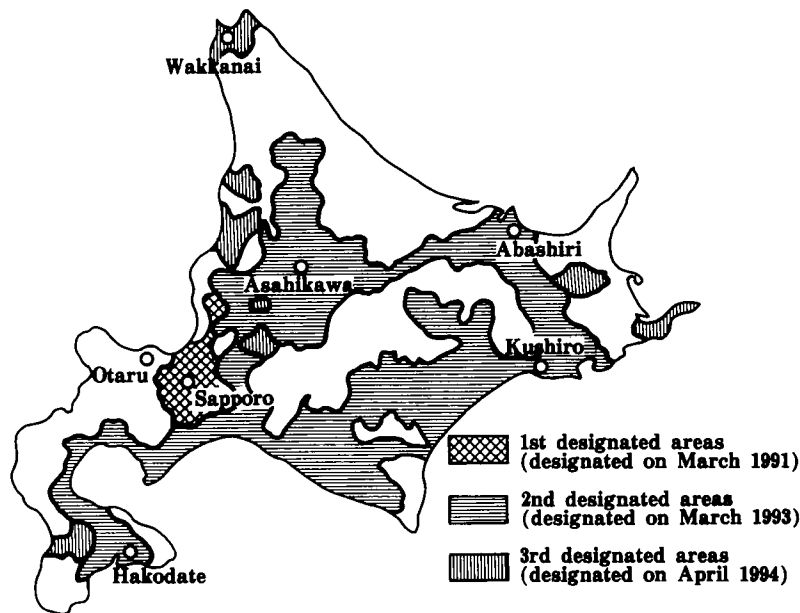 Wakkanai
Abashiri
Asahikawa
Kushiro
Otaru
Sapporo
Hakodate
1st designated areas
(designated on March 1991)
2nd designated areas
(designated on March 1993)
3rd designated areas
(designated on April 1994)